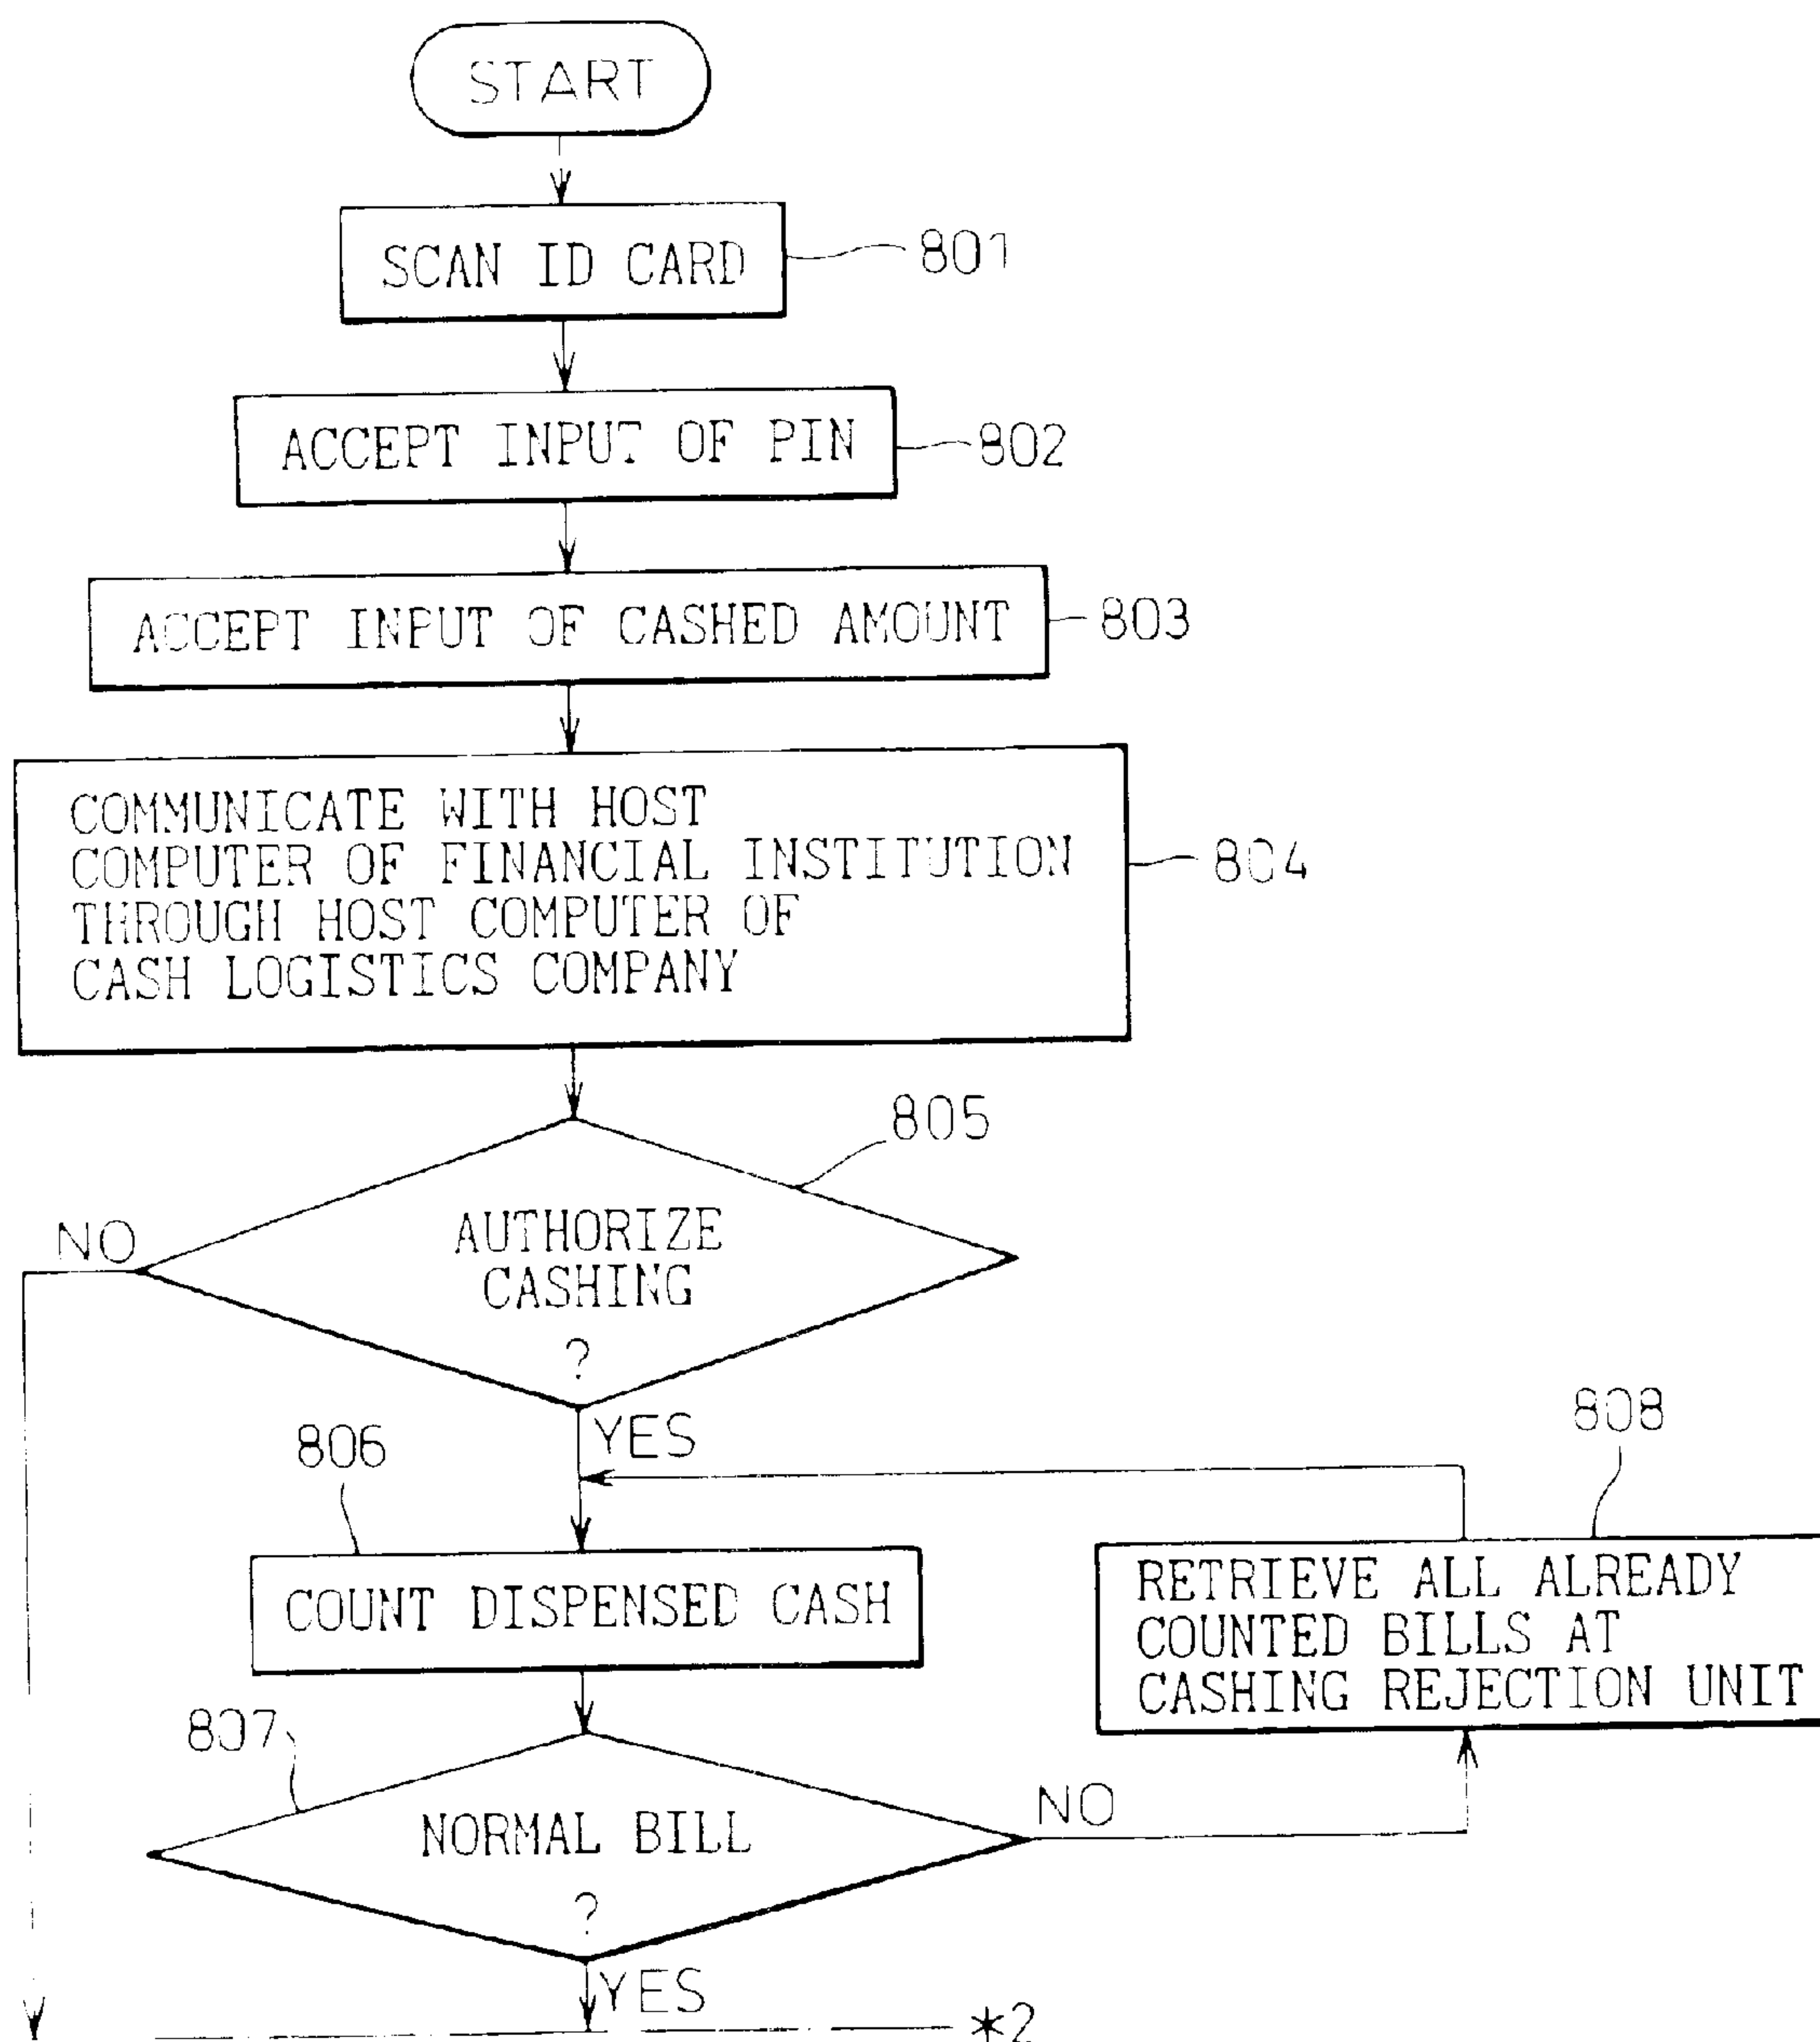 START
SCAN ID CARD
801
ACCEPT INPUT OF PIN
802
ACCEPT INPUT OF CASHED AMOUNT
803
COMMUNICATE WITH HOST
COMPUTER OF FINANCIAL INSTITUTION
THROUGH HOST COMPUTER OF
CASH LOGISTICS COMPANY
804
805
NO
AUTHORIZE
CASHING
?
YES
806
808
COUNT DISPENSED CASH
RETRIEVE ALL ALREADY
COUNTED BILLS AT
CASHING REJECTION UNIT
807
NORMAL BILL
?
NO
YES
*2